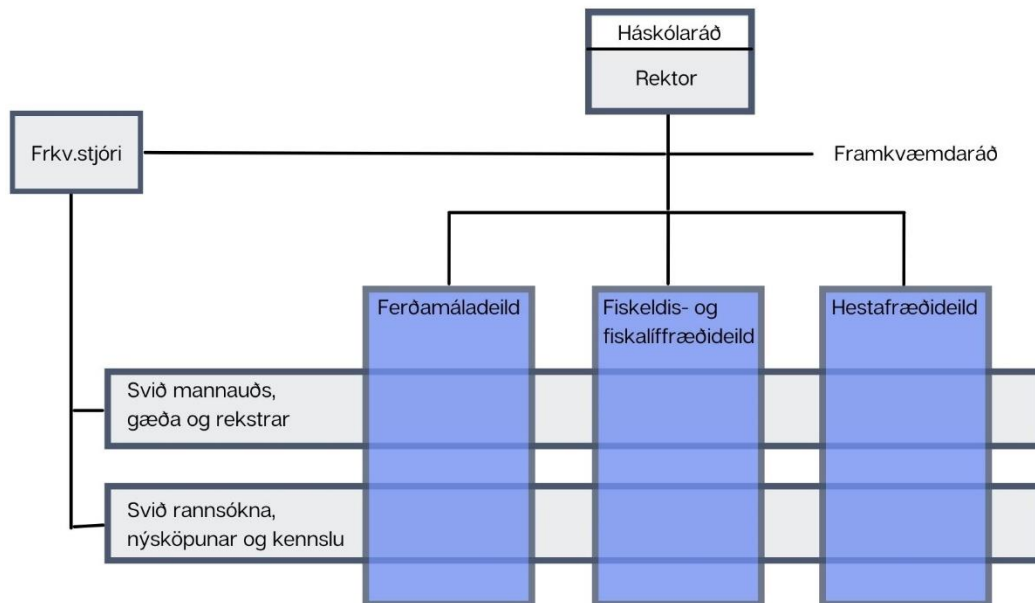 Háskólaráð
Rektor
Frkv.stjóri
Framkvæmdaráð
Ferðamáladeild
Fiskeldis- og
fiskalíffræðideild
Hestafræðideild
Svið mannauðs,
gæða og rekstrar
Svið rannsókna,
nýsköpunar og kennslu